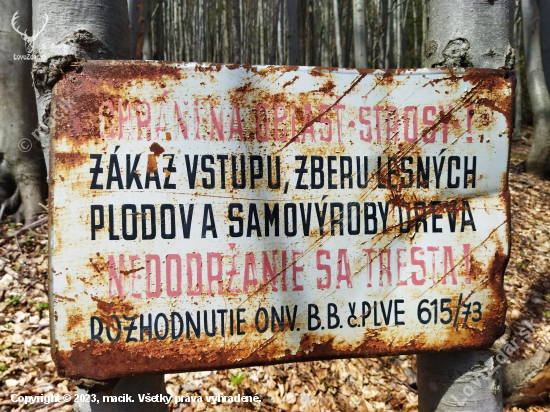 CHRÁNENÁ OBLASŤ-SIROSY!
ZÁKAZ VSTUPU, ZBERU LESNÝCH
PLODOV A SAMOVÝROBY DREVA
NEDODRŽANIE SA TRESTÁ!
ROZHODNUTIE ONV. B.B. č. PLVE 615/73
Copyright © 2023, macik. Všetky práva vyhradené.